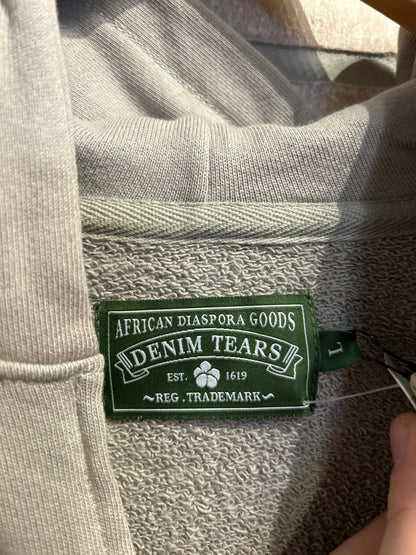 AFRICAN DIASPORA GOODS
DENIM TEARS
EST. 1619
~REG.TRADEMARK~
L